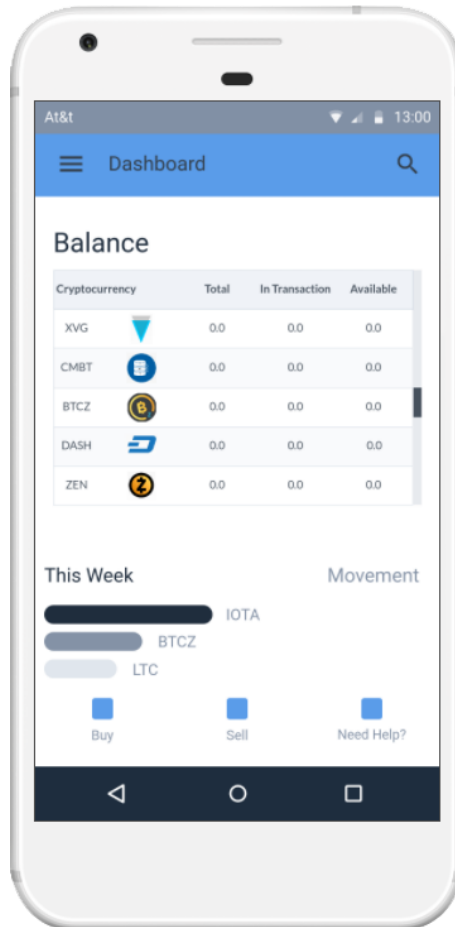 At&t 13:00
Dashboard
Balance
Cryptocurrency Total In Transaction Available
XVG 0.0 0.0 0.0
CMBT 0.0 0.0 0.0
BTCZ 0.0 0.0 0.0
DASH 0.0 0.0 0.0
ZEN 0.0 0.0 0.0
This Week Movement
IOTA
BTCZ
LTC
Buy Sell Need Help?